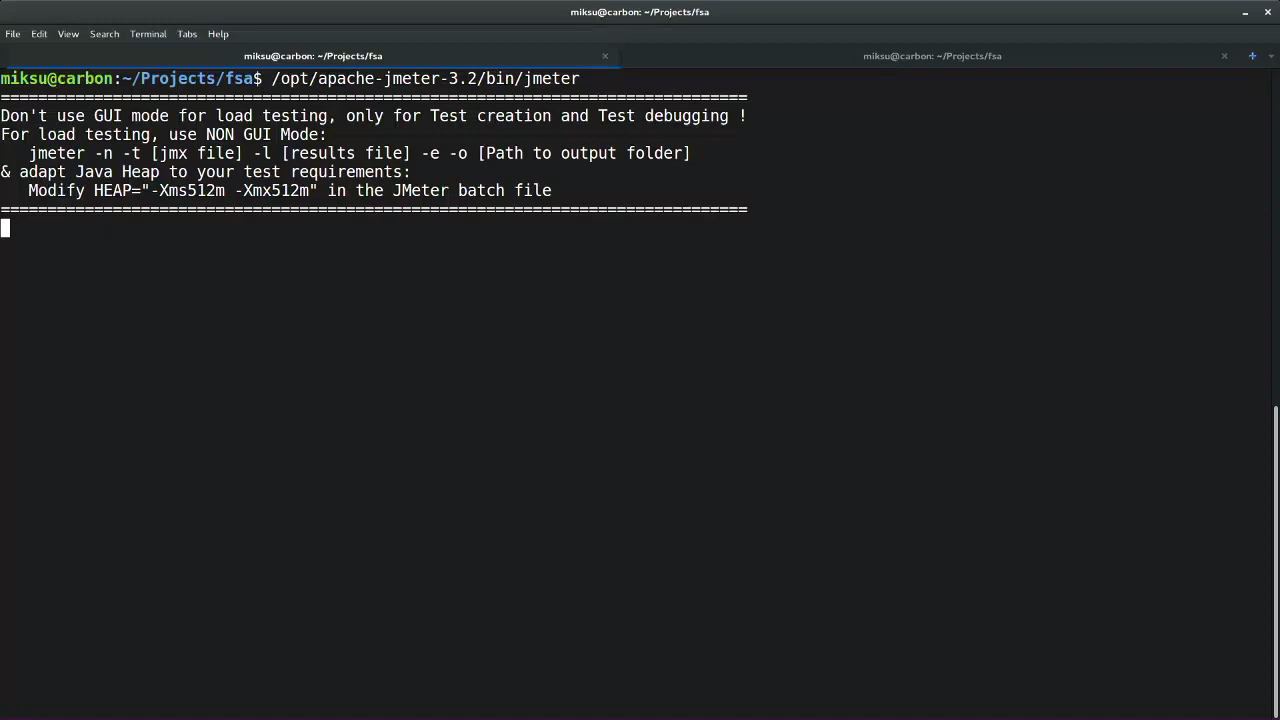 miksu@carbon: ~/Projects/fsa
File Edit View Search Terminal Tabs Help
miksu@carbon: ~/Projects/fsa × miksu@carbon: ~/Projects/fsa ×
miksu@carbon:~/Projects/fsa$ /opt/apache-jmeter-3.2/bin/jmeter
================================================================================
Don't use GUI mode for load testing, only for Test creation and Test debugging !
For load testing, use NON GUI Mode:
   jmeter -n -t [jmx file] -l [results file] -e -o [Path to output folder]
& adapt Java Heap to your test requirements:
   Modify HEAP="-Xms512m -Xmx512m" in the JMeter batch file
================================================================================